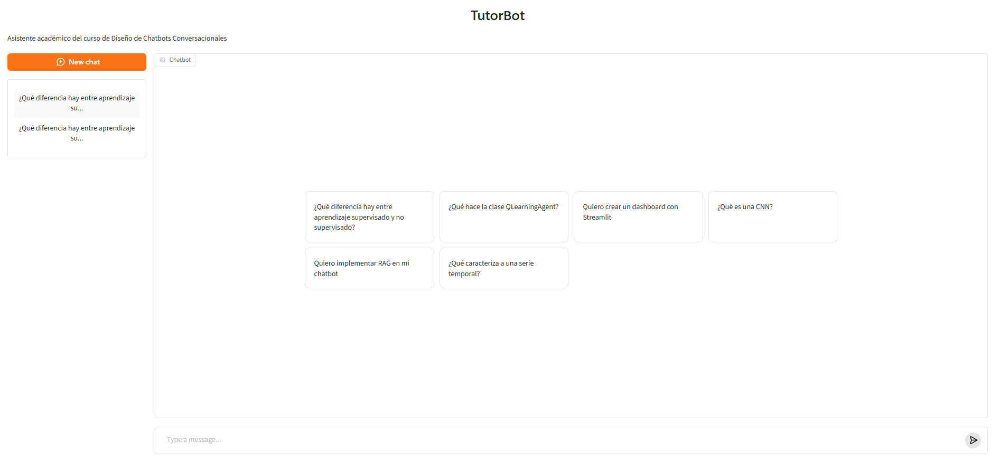 TutorBot
Asistente académico del curso de Diseño de Chatbots Conversacionales
New chat
¿Qué diferencia hay entre aprendizaje
su...
¿Qué diferencia hay entre aprendizaje
su...
Chatbot
¿Qué diferencia hay entre
aprendizaje supervisado y no
supervisado?
¿Qué hace la clase QLearningAgent?
Quiero crear un dashboard con
Streamlit
¿Qué es una CNN?
Quiero implementar RAG en mi
chatbot
¿Qué caracteriza a una serie
temporal?
Type a message...